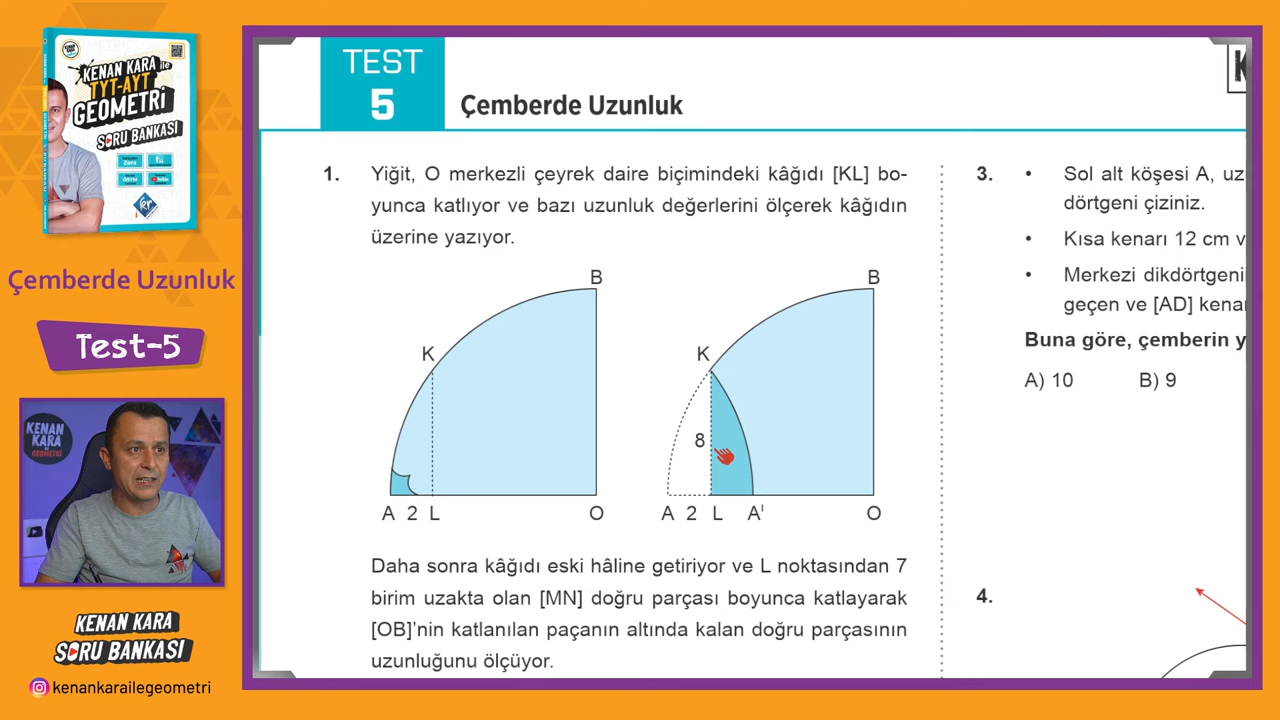 KENAN KARA ile
TYT-AYT
GEOMETRİ
SORU BANKASI
Çemberde Uzunluk
Test-5
KENAN
KARA
GEOMETRİ
KENAN KARA
SORU BANKASI
kenankarailegeometri
TEST
5
Çemberde Uzunluk
K
1. Yiğit, O merkezli çeyrek daire biçimindeki kâğıdı [KL] bo-
yunca katlıyor ve bazı uzunluk değerlerini ölçerek kâğıdın
üzerine yazıyor.
B
K
A 2 L O
B
K
8
A 2 L A' O
Daha sonra kâğıdı eski hâline getiriyor ve L noktasından 7
birim uzakta olan [MN] doğru parçası boyunca katlayarak
[OB]'nin katlanılan paçanın altında kalan doğru parçasının
uzunluğunu ölçüyor.
3. • Sol alt köşesi A, uz
dörtgeni çiziniz.
• Kısa kenarı 12 cm v
• Merkezi dikdörtgeni
geçen ve [AD] kena
Buna göre, çemberin y
A) 10 B) 9
4.